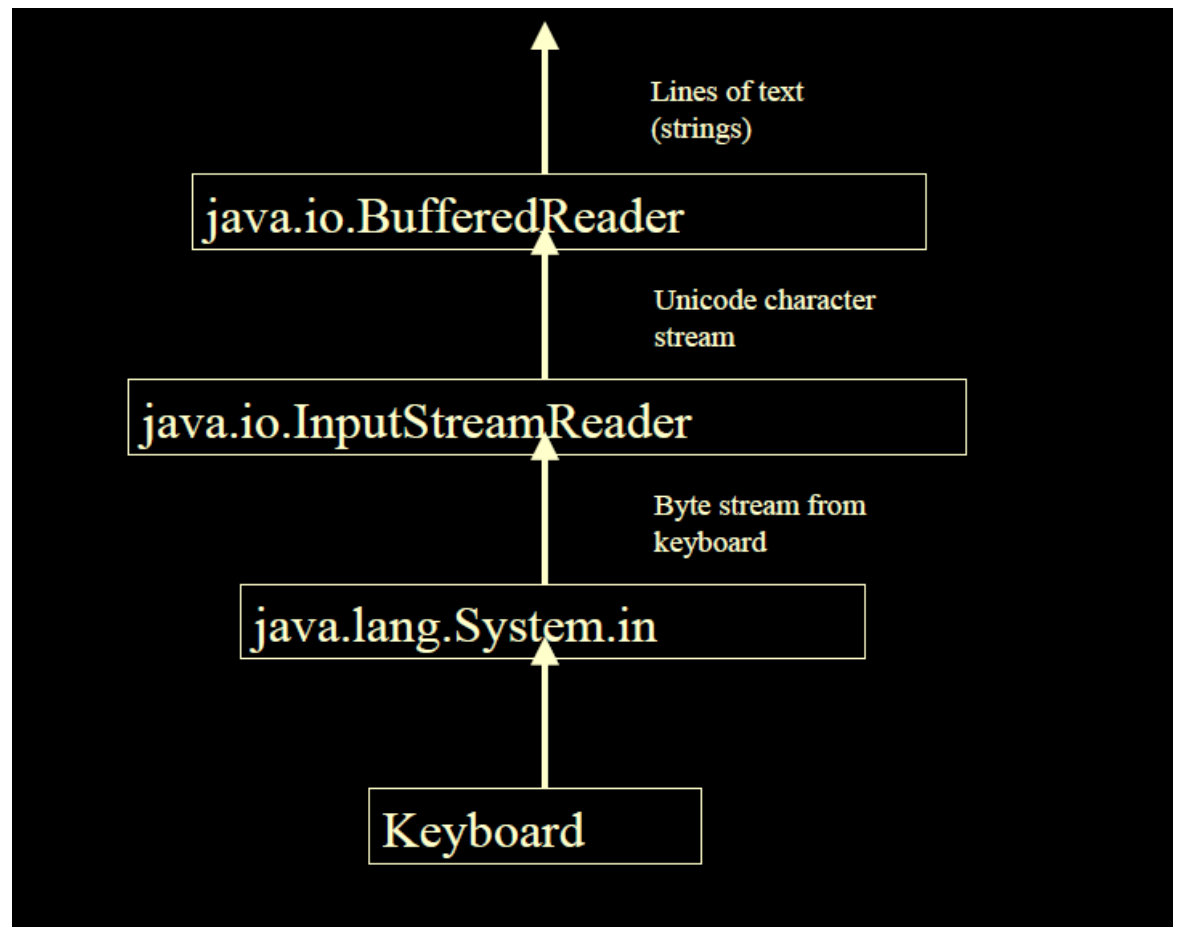 Lines of text
(strings)
java.io.BufferedReader
Unicode character
stream
java.io.InputStreamReader
Byte stream from
keyboard
java.lang.System.in
Keyboard